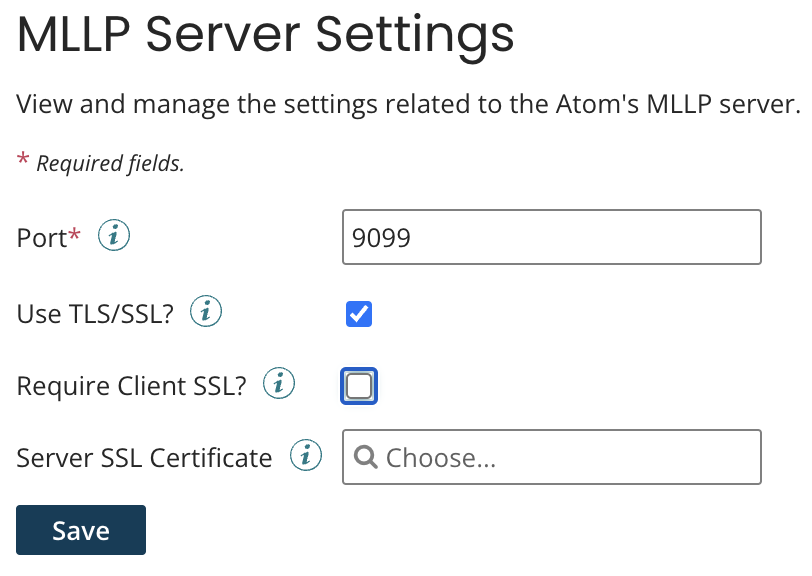 MLLP Server Settings
View and manage the settings related to the Atom's MLLP server.
* Required fields.
Port* i 9099
Use TLS/SSL? i
Require Client SSL? i
Server SSL Certificate i Choose...
Save